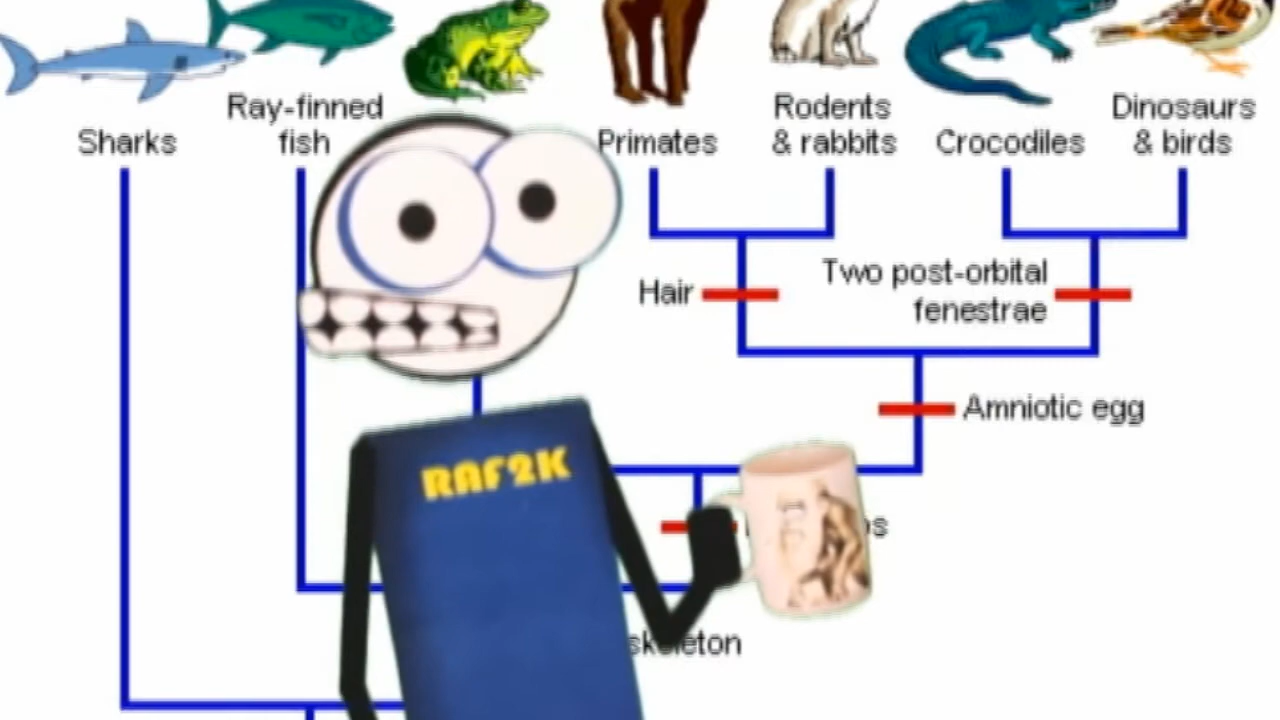 Ray-finned
fish
Sharks
Primates
Rodents
& rabbits
Crocodiles
Dinosaurs
& birds
Hair
Two post-orbital
fenestrae
Amniotic egg
RAF2K
skeleton